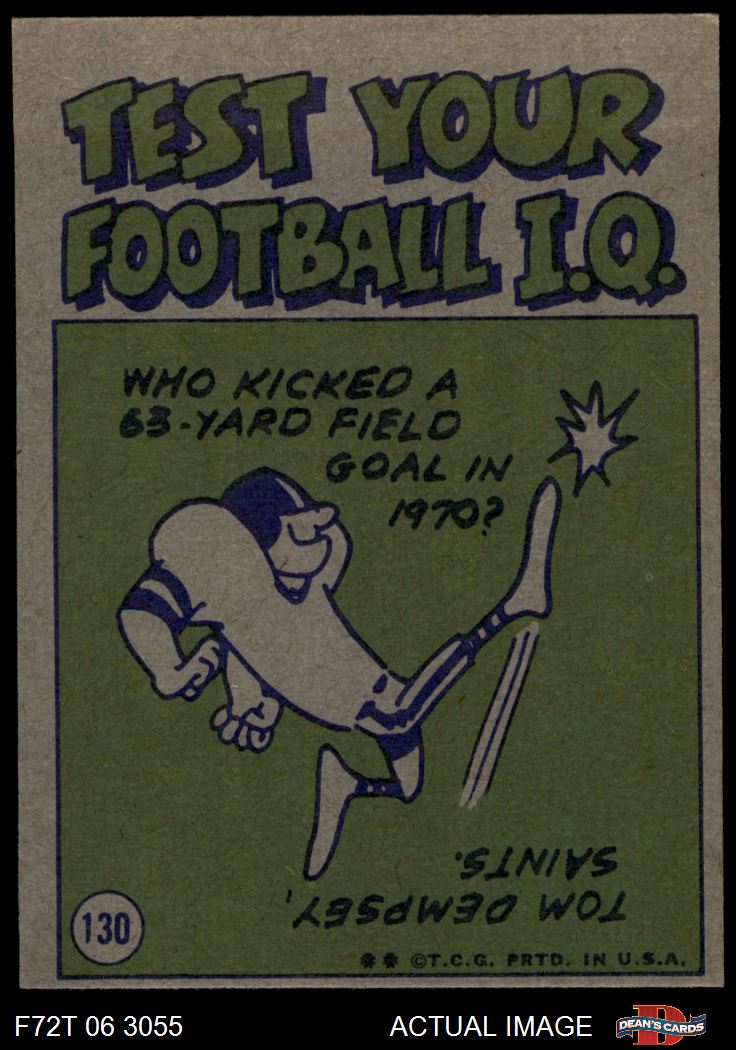 TEST YOUR
FOOTBALL I.Q.
WHO KICKED A
63-YARD FIELD
GOAL IN
1970?
TOM DEMPSEY,
SAINTS.
130
** ©T.C.G. PRTD. IN U.S.A.
F72T 06 3055
ACTUAL IMAGE
D
DEAN'S CARDS